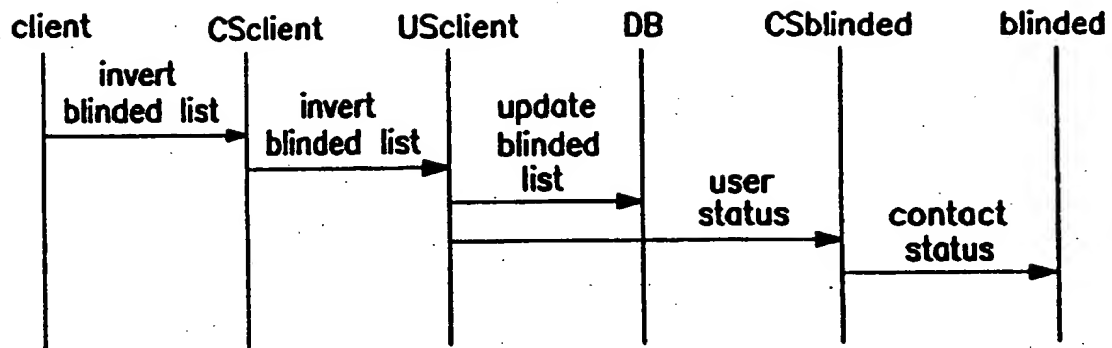 client CSclient USclient DB CSblinded blinded
invert
blinded list
invert
blinded list
update
blinded
list
user
status
contact
status